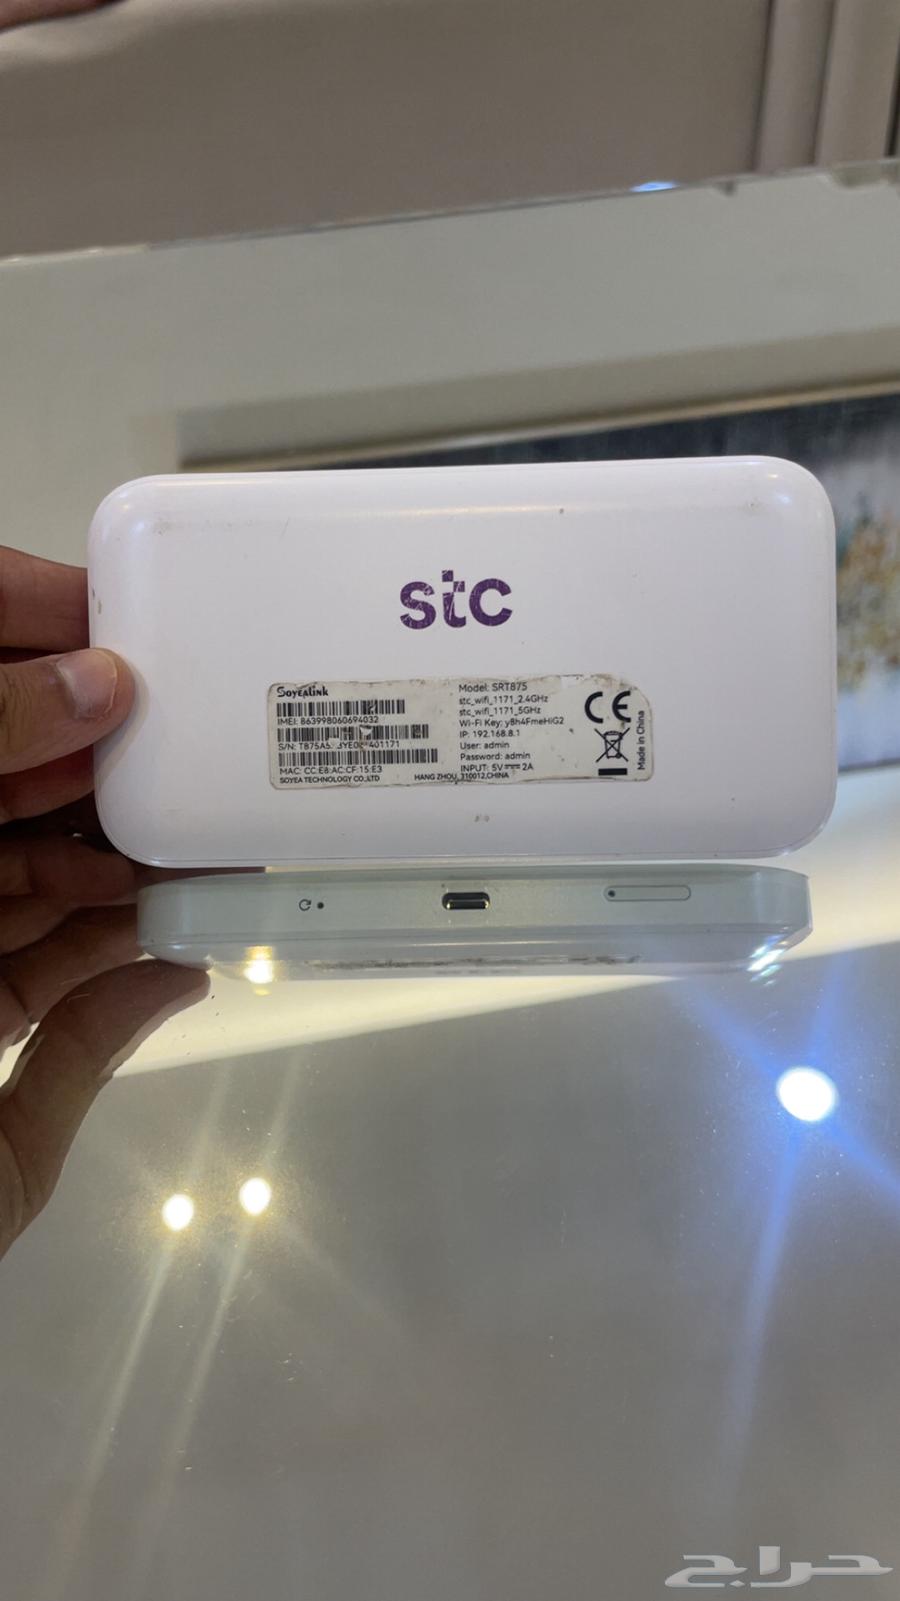 stc
Soyealink
IMEI: 863998060694032
MAC: CC:E8:AC:CF:15:E3
SOYEA TECHNOLOGY CO.,LTD
Model: SRT875
stc_wifi_1171_2.4GHz
stc_wifi_1171_5GHz
Wi-Fi Key: y8h4FmeHiG2
IP: 192.168.8.1
User: admin
Password: admin
INPUT: 5V 2A
HANG ZHOU, 310012,CHINA
CE
Made in China
حراج